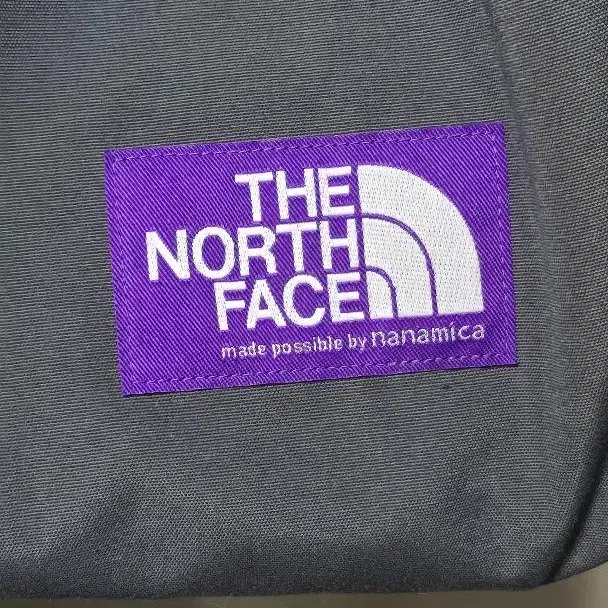 THE
NORTH
FACE
made possible by nanamica